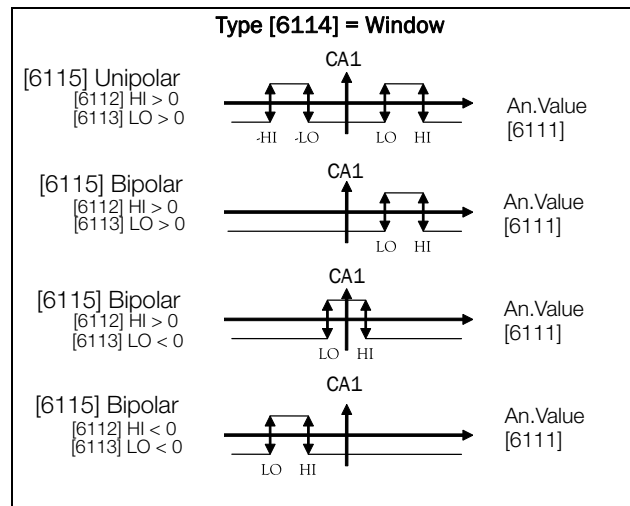 Type [6114] = Window
CA1
[6115] Unipolar
[6112] HI > 0
[6113] LO > 0
-HI -LO LO HI
An.Value
[6111]
CA1
[6115] Bipolar
[6112] HI > 0
[6113] LO > 0
LO HI
An.Value
[6111]
CA1
[6115] Bipolar
[6112] HI > 0
[6113] LO < 0
LO HI
An.Value
[6111]
CA1
[6115] Bipolar
[6112] HI < 0
[6113] LO < 0
LO HI
An.Value
[6111]